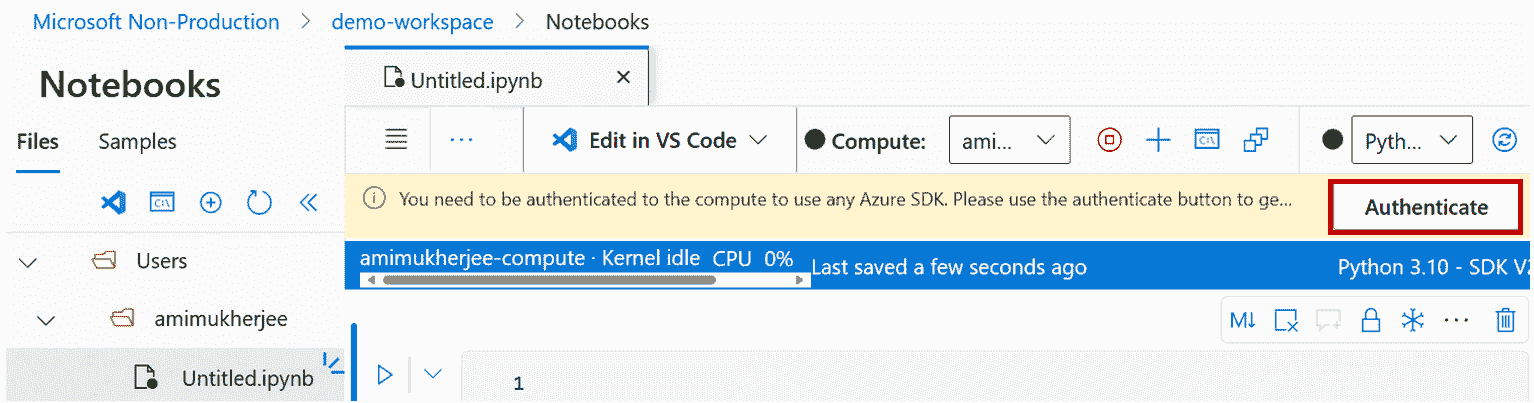 Microsoft Non-Production > demo-workspace > Notebooks
Notebooks
Untitled.ipynb
Files Samples
Edit in VS Code
Compute: ami...
Pyth...
You need to be authenticated to the compute to use any Azure SDK. Please use the authenticate button to ge...
Authenticate
amimukherjee-compute · Kernel idle CPU 0%
Last saved a few seconds ago
Python 3.10 - SDK V2
Users
amimukherjee
M↓
Untitled.ipynb
1